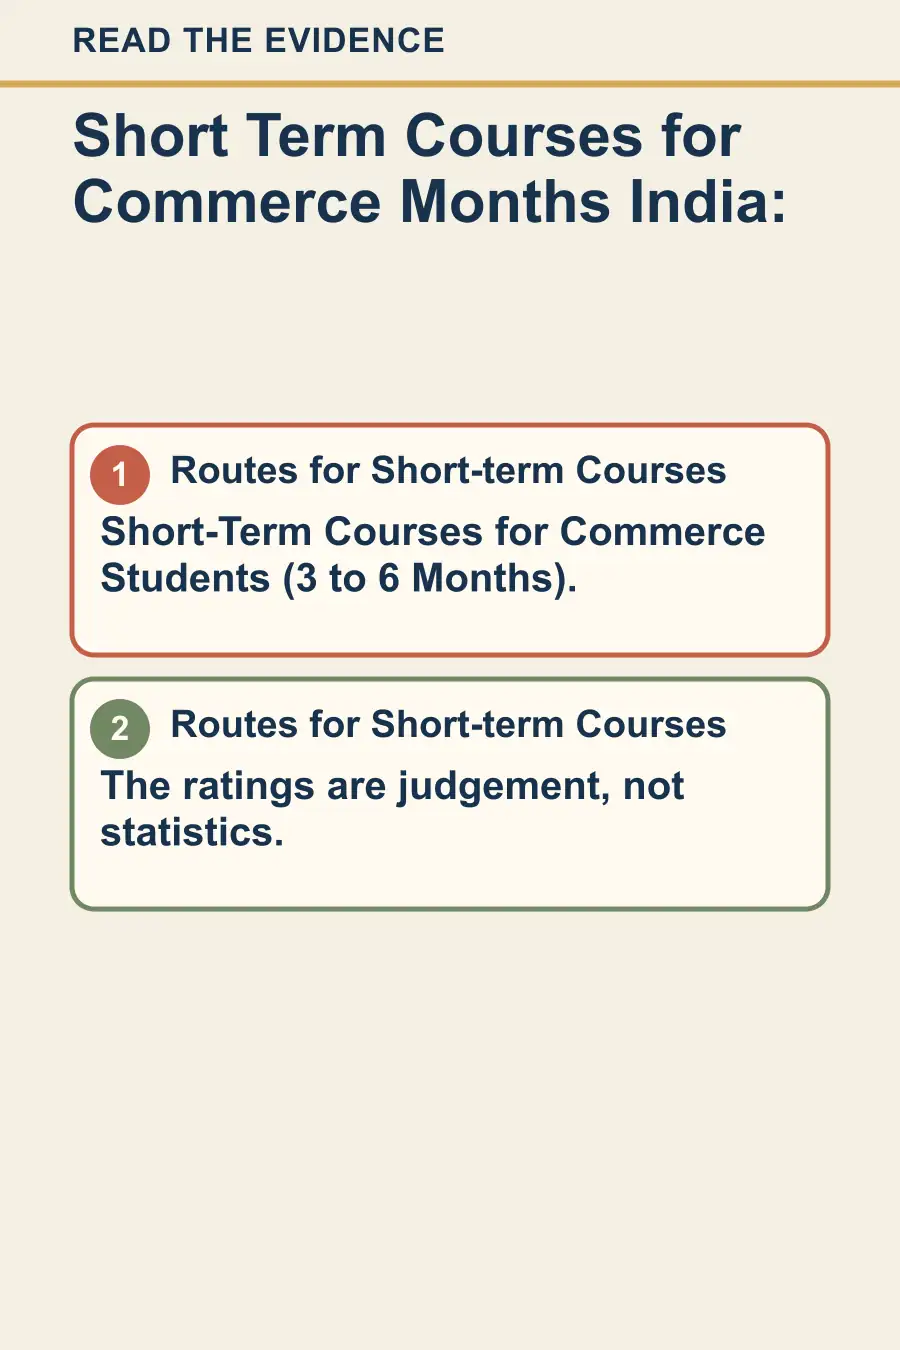 READ THE EVIDENCE
Short Term Courses for
Commerce Months India:
1 Routes for Short-term Courses
Short-Term Courses for Commerce
Students (3 to 6 Months).
2 Routes for Short-term Courses
The ratings are judgement, not
statistics.